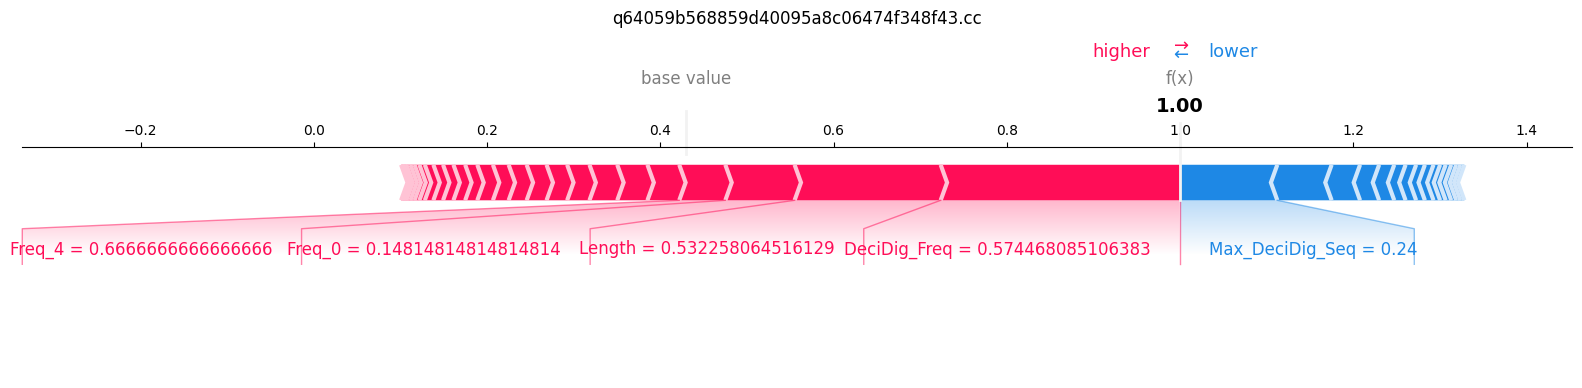 q64059b568859d40095a8c06474f348f43.cc
higher ⇄ lower
base value f(x)
1.00
−0.2 0.0 0.2 0.4 0.6 0.8 1.0 1.2 1.4
Freq_4 = 0.6666666666666666 Freq_0 = 0.14814814814814814 Length = 0.532258064516129 DeciDig_Freq = 0.574468085106383 Max_DeciDig_Seq = 0.24